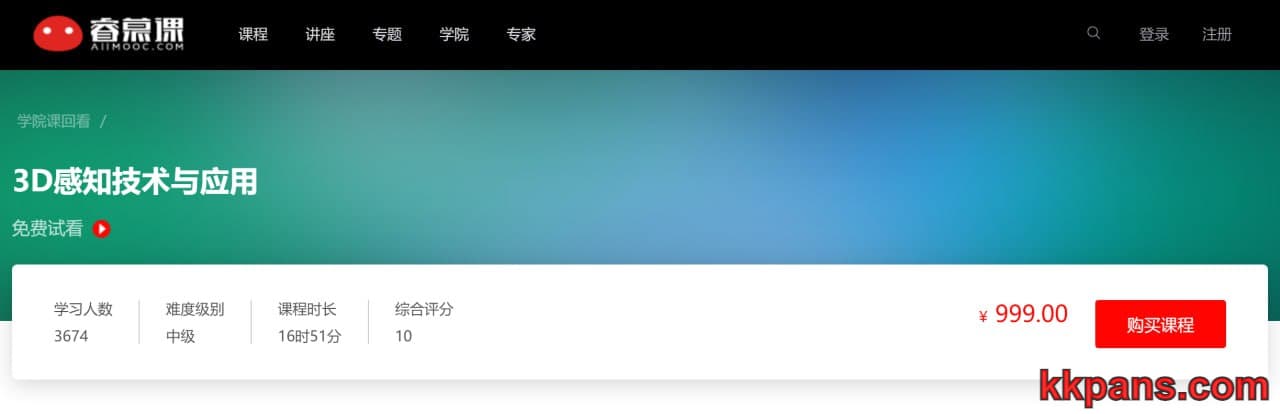 睿慕课
AIIMOOC.COM
课程 讲座 专题 学院 专家
登录 注册
学院课回看 /
3D感知技术与应用
免费试看
学习人数 难度级别 课程时长 综合评分
3674 中级 16时51分 10
¥ 999.00
购买课程
kkpans.com